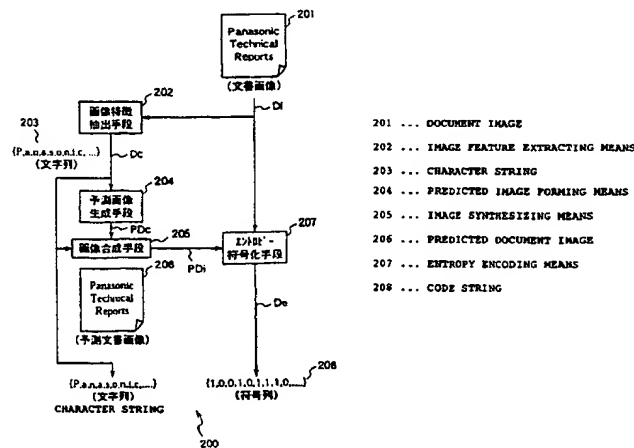 201
Panasonic
Technical
Reports
(文書画像)
DI
202
画像特徴
抽出手段
203
{P,a,n,a,s,o,n,i,c, ...}
(文字列)
Dc
204
予測画像
生成手段
PDc
205
画像合成手段
PDi
207
エントロピー
符号化手段
206
Panasonic
Technical
Reports
(予測文書画像)
De
{P,a,n,a,s,o,n,i,c,....}
(文字列)
CHARACTER STRING
{1,0,0,1,0,1,1,1,0,....}
(符号列)
208
200
201 ... DOCUMENT IMAGE
202 ... IMAGE FEATURE EXTRACTING MEANS
203 ... CHARACTER STRING
204 ... PREDICTED IMAGE FORMING MEANS
205 ... IMAGE SYNTHESIZING MEANS
206 ... PREDICTED DOCUMENT IMAGE
207 ... ENTROPY ENCODING MEANS
208 ... CODE STRING